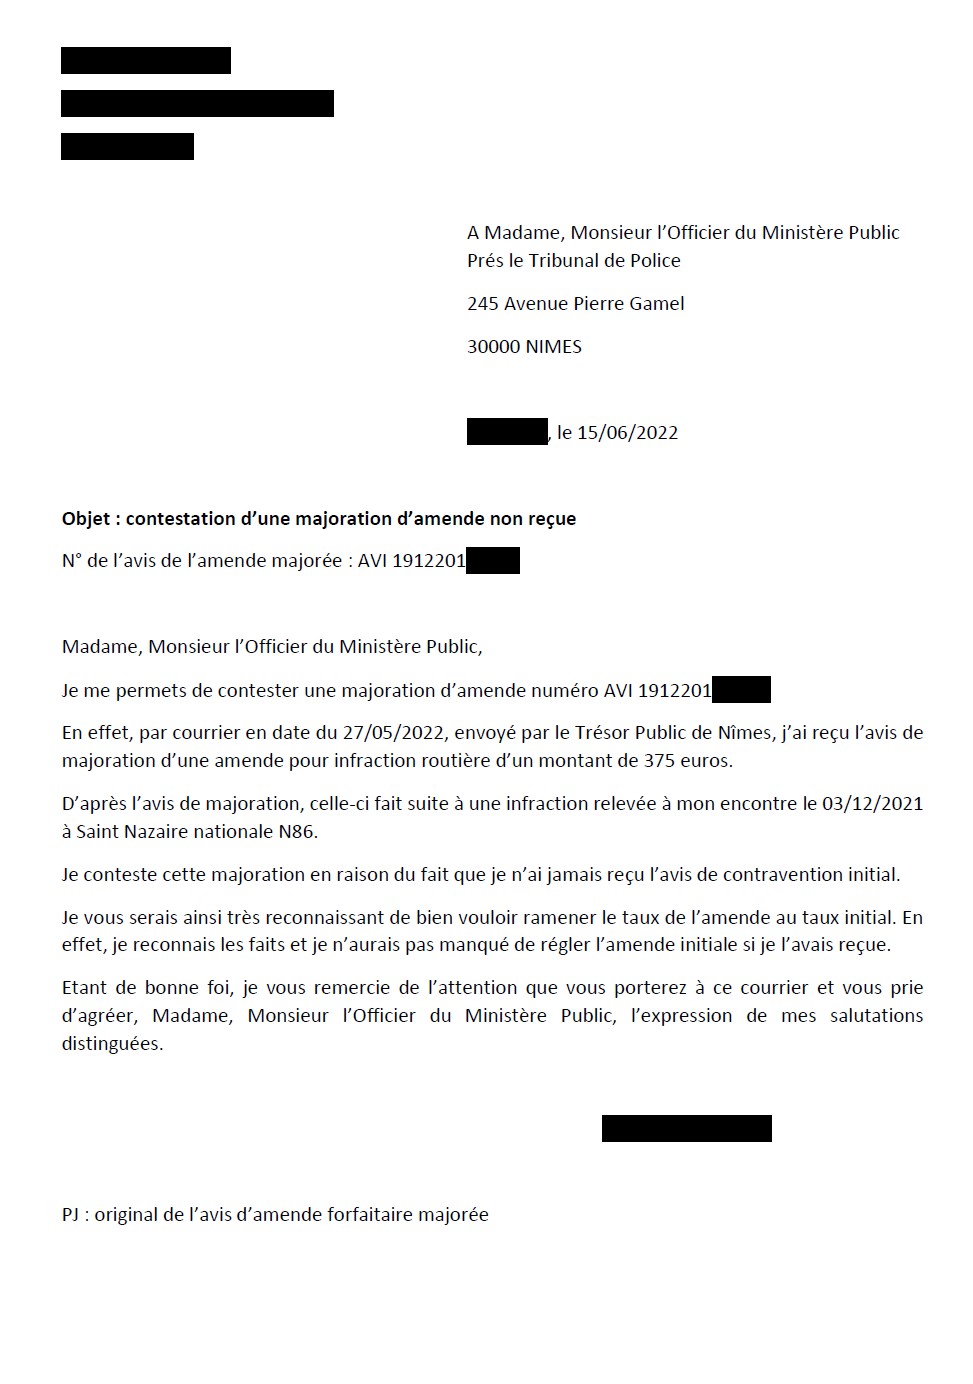 A Madame, Monsieur l’Officier du Ministère Public
Prés le Tribunal de Police
245 Avenue Pierre Gamel
30000 NIMES
, le 15/06/2022
Objet : contestation d’une majoration d’amende non reçue
N° de l’avis de l’amende majorée : AVI 1912201
Madame, Monsieur l’Officier du Ministère Public,
Je me permets de contester une majoration d’amende numéro AVI 1912201
En effet, par courrier en date du 27/05/2022, envoyé par le Trésor Public de Nîmes, j’ai reçu l’avis de
majoration d’une amende pour infraction routière d’un montant de 375 euros.
D’après l’avis de majoration, celle-ci fait suite à une infraction relevée à mon encontre le 03/12/2021
à Saint Nazaire nationale N86.
Je conteste cette majoration en raison du fait que je n’ai jamais reçu l’avis de contravention initial.
Je vous serais ainsi très reconnaissant de bien vouloir ramener le taux de l’amende au taux initial. En
effet, je reconnais les faits et je n’aurais pas manqué de régler l’amende initiale si je l’avais reçue.
Etant de bonne foi, je vous remercie de l’attention que vous porterez à ce courrier et vous prie
d’agréer, Madame, Monsieur l’Officier du Ministère Public, l’expression de mes salutations
distinguées.
PJ : original de l’avis d’amende forfaitaire majorée